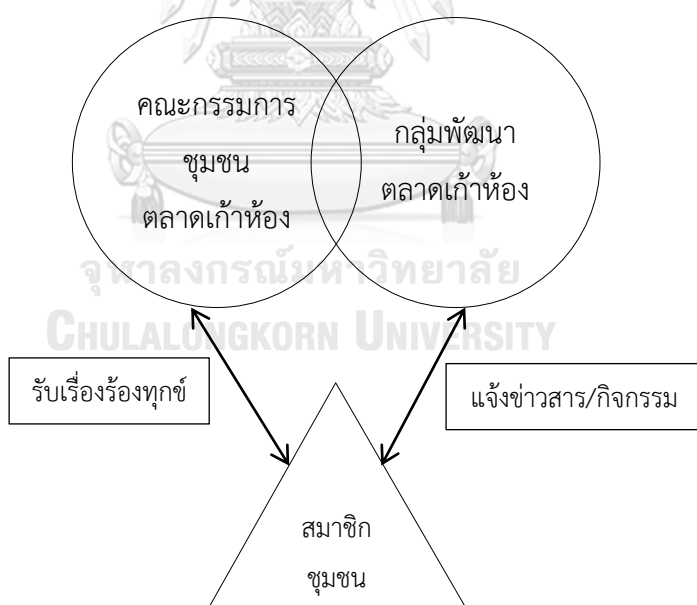 คณะกรรมการ
ชุมชน
ตลาดเก้าห้อง
กลุ่มพัฒนา
ตลาดเก้าห้อง
จุฬาลงกรณ์มหาวิทยาลัย
CHULALONGKORN UNIVERSITY
รับเรื่องร้องทุกข์
แจ้งข่าวสาร/กิจกรรม
สมาชิก
ชุมชน